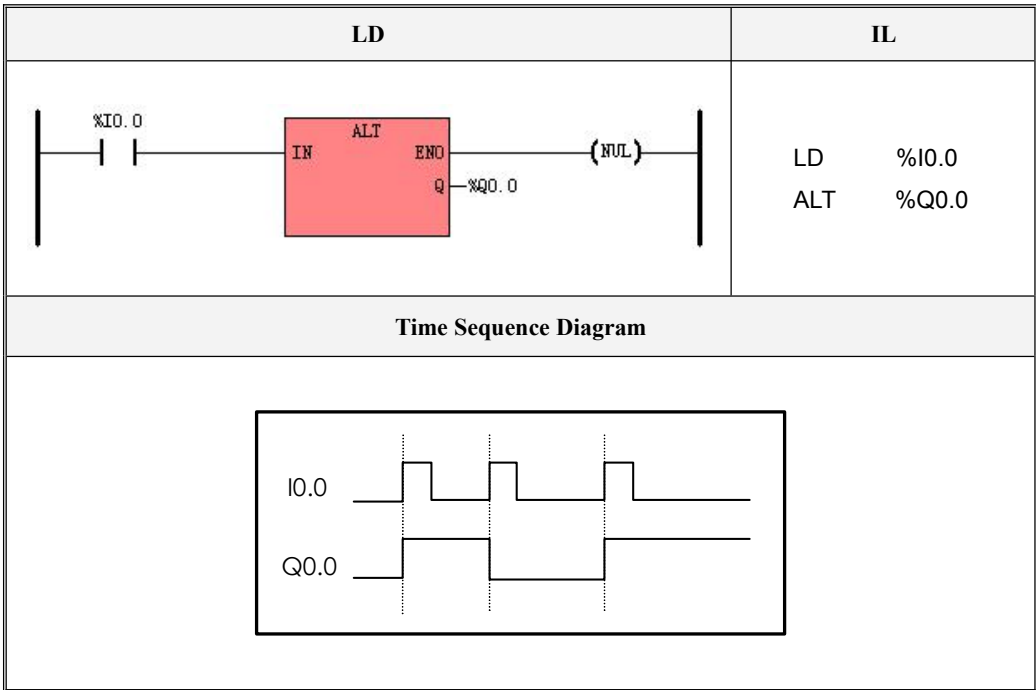 LD
IL
%I0.0
ALT
IN
ENO
(NUL)
Q
%Q0.0
LD %I0.0
ALT %Q0.0
Time Sequence Diagram
I0.0
Q0.0